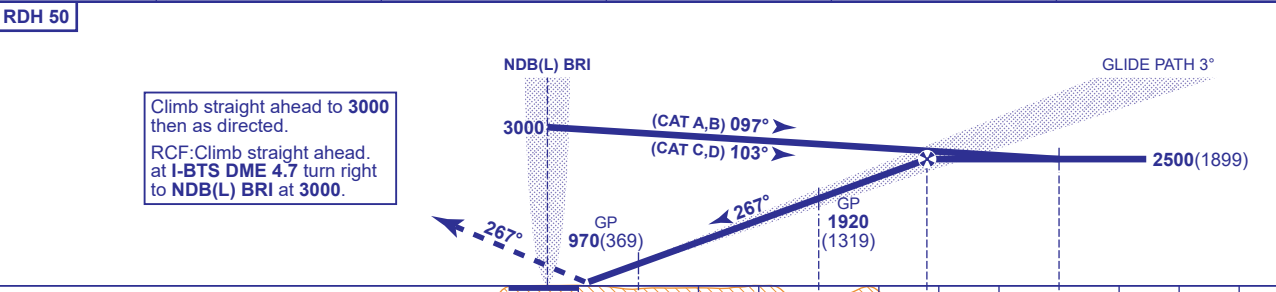 RDH 50
NDB(L) BRI
GLIDE PATH 3°
Climb straight ahead to 3000
then as directed.
RCF:Climb straight ahead.
at I-BTS DME 4.7 turn right
to NDB(L) BRI at 3000.
3000
(CAT A,B) 097°
(CAT C,D) 103°
2500(1899)
267°
GP
1920
(1319)
GP
970(369)
267°